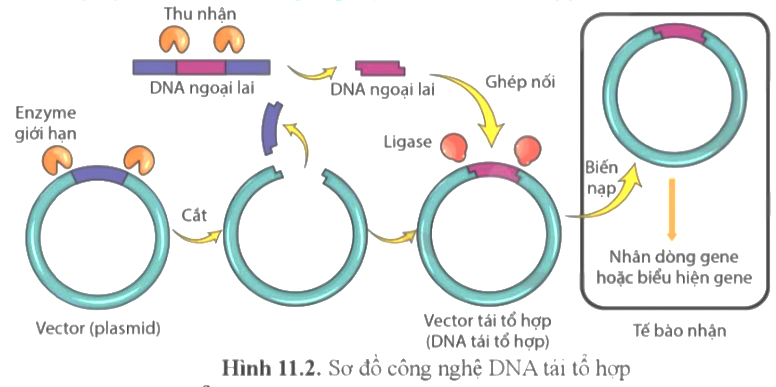 Thu nhận
DNA ngoại lai
DNA ngoại lai
Ghép nối
Enzyme
giới hạn
Ligase
Biến
nạp
Cắt
Nhân dòng gene
hoặc biểu hiện gene
Vector (plasmid)
Vector tái tổ hợp
(DNA tái tổ hợp)
Tế bào nhận
Hình 11.2. Sơ đồ công nghệ DNA tái tổ hợp